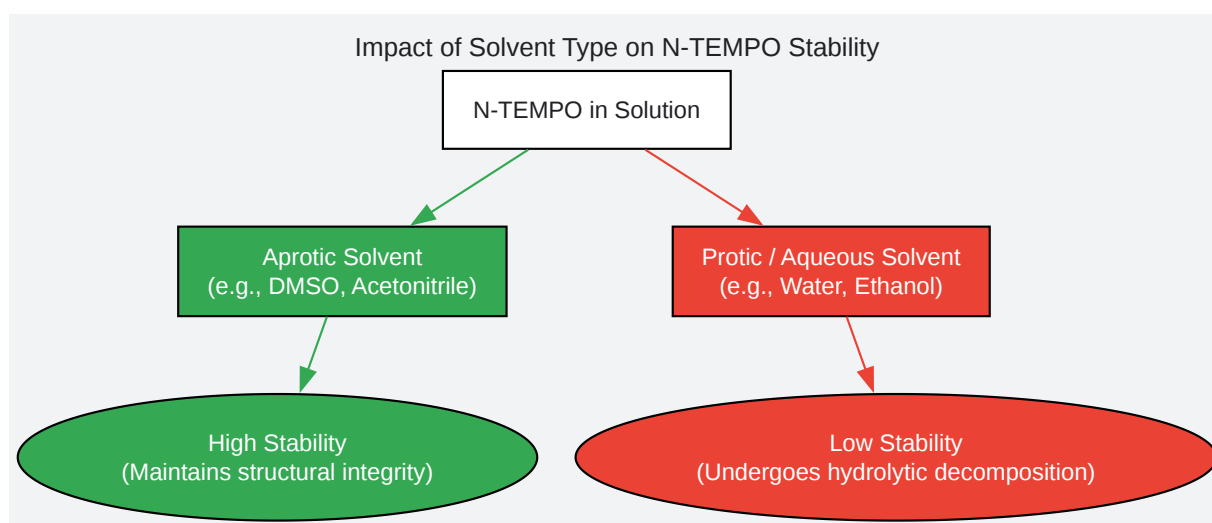 Impact of Solvent Type on N-TEMPO Stability
N-TEMPO in Solution
Aprotic Solvent
(e.g., DMSO, Acetonitrile)
Protic / Aqueous Solvent
(e.g., Water, Ethanol)
High Stability
(Maintains structural integrity)
Low Stability
(Undergoes hydrolytic decomposition)